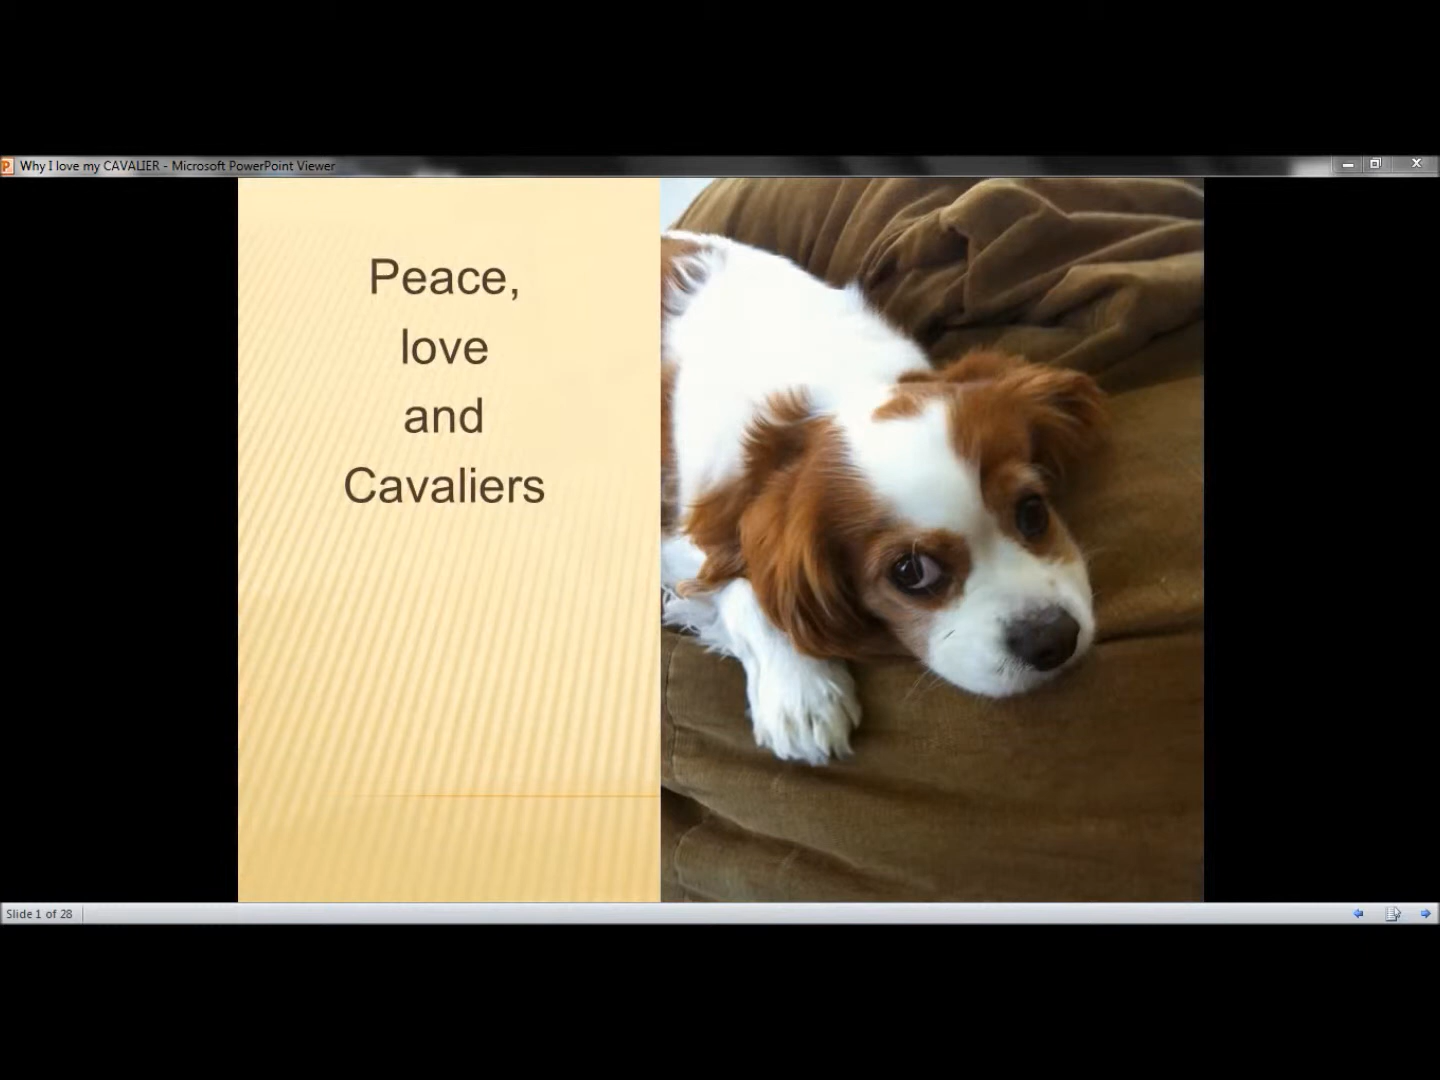 Why I love my CAVALIER - Microsoft PowerPoint Viewer
Peace,
love
and
Cavaliers
Slide 1 of 28